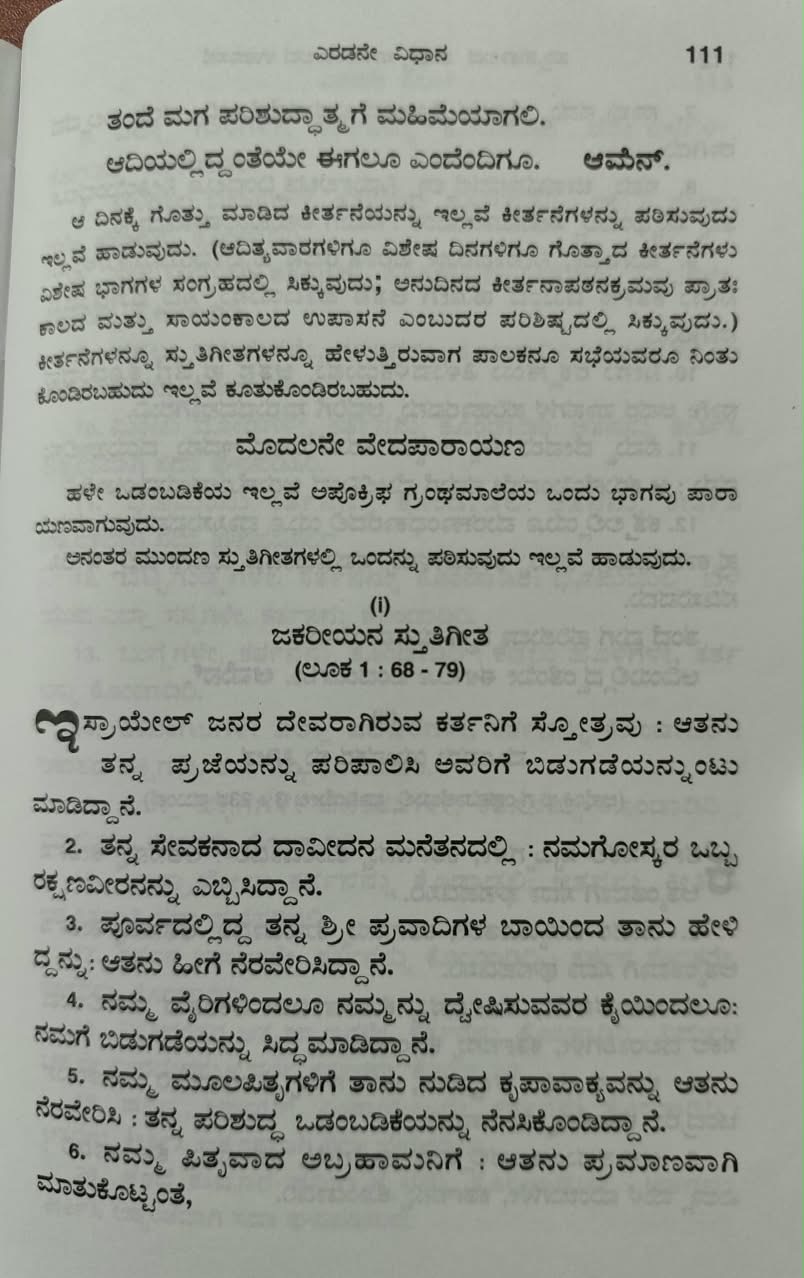 ಎರಡನೇ ವಿಧಾನ 111
ತಂದೆ ಮಗ ಪರಿಶುದ್ಧಾತ್ಮಗೆ ಮಹಿಮೆಯಾಗಲಿ.
ಆದಿಯಲ್ಲಿದ್ದಂತೆಯೇ ಈಗಲೂ ಎಂದೆಂದಿಗೂ. ಆಮೆನ್.
ಆ ದಿನಕ್ಕೆ ಗೊತ್ತು ಮಾಡಿದ ಕೀರ್ತನೆಯನ್ನು ಇಲ್ಲವೆ ಕೀರ್ತನೆಗಳನ್ನು ಪಠಿಸುವುದು
ಇಲ್ಲವೆ ಹಾಡುವುದು. (ಆದಿತ್ಯವಾರಗಳಿಗೂ ವಿಶೇಷ ದಿನಗಳಿಗೂ ಗೊತ್ತಾದ ಕೀರ್ತನೆಗಳು
ವಿಶೇಷ ಭಾಗಗಳ ಸಂಗ್ರಹದಲ್ಲಿ ಸಿಕ್ಕುವುದು; ಅನುದಿನದ ಕೀರ್ತನಾಪಠನಕ್ರಮವು ಪ್ರಾತಃ
ಕಾಲದ ಮತ್ತು ಸಾಯಂಕಾಲದ ಉಪಾಸನೆ ಎಂಬುದರ ಪರಿಶಿಷ್ಟದಲ್ಲಿ ಸಿಕ್ಕುವುದು.)
ಕೀರ್ತನೆಗಳನ್ನೂ ಸ್ತುತಿಗೀತಗಳನ್ನೂ ಹೇಳುತ್ತಿರುವಾಗ ಪಾಲಕನೂ ಸಭೆಯವರೂ ನಿಂತು
ಕೊಂಡಿರಬಹುದು ಇಲ್ಲವೆ ಕೂತುಕೊಂಡಿರಬಹುದು.
ಮೊದಲನೇ ವೇದಪಾರಾಯಣ
ಹಳೇ ಒಡಂಬಡಿಕೆಯ ಇಲ್ಲವೆ ಅಪೊಕ್ರಿಫ ಗ್ರಂಥಮಾಲೆಯ ಒಂದು ಭಾಗವು ಪಾರಾ
ಯಣವಾಗುವುದು.
ಅನಂತರ ಮುಂದಣ ಸ್ತುತಿಗೀತಗಳಲ್ಲಿ ಒಂದನ್ನು ಪಠಿಸುವುದು ಇಲ್ಲವೆ ಹಾಡುವುದು.
(i)
ಜಕರೀಯನ ಸ್ತುತಿಗೀತ
(ಲೂಕ 1 : 68 - 79)
ಇಸ್ರಾಯೇಲ್ ಜನರ ದೇವರಾಗಿರುವ ಕರ್ತನಿಗೆ ಸ್ತೋತ್ರವು : ಆತನು
ತನ್ನ ಪ್ರಜೆಯನ್ನು ಪರಿಪಾಲಿಸಿ ಅವರಿಗೆ ಬಿಡುಗಡೆಯನ್ನುಂಟು
ಮಾಡಿದ್ದಾನೆ.
2. ತನ್ನ ಸೇವಕನಾದ ದಾವೀದನ ಮನೆತನದಲ್ಲಿ : ನಮಗೋಸ್ಕರ ಒಬ್ಬ
ರಕ್ಷಣವೀರನನ್ನು ಎಬ್ಬಿಸಿದ್ದಾನೆ.
3. ಪೂರ್ವದಲ್ಲಿದ್ದ ತನ್ನ ಶ್ರೀ ಪ್ರವಾದಿಗಳ ಬಾಯಿಂದ ತಾನು ಹೇಳಿ
ದ್ದನ್ನು: ಆತನು ಹೀಗೆ ನೆರವೇರಿಸಿದ್ದಾನೆ.
4. ನಮ್ಮ ವೈರಿಗಳಿಂದಲೂ ನಮ್ಮನ್ನು ದ್ವೇಷಿಸುವವರ ಕೈಯಿಂದಲೂ:
ನಮಗೆ ಬಿಡುಗಡೆಯನ್ನು ಸಿದ್ಧಮಾಡಿದ್ದಾನೆ.
5. ನಮ್ಮ ಮೂಲಪಿತೃಗಳಿಗೆ ತಾನು ನುಡಿದ ಕೃಪಾವಾಕ್ಯವನ್ನು ಆತನು
ನೆರವೇರಿಸಿ : ತನ್ನ ಪರಿಶುದ್ಧ ಒಡಂಬಡಿಕೆಯನ್ನು ನೆನಸಿಕೊಂಡಿದ್ದಾನೆ.
6. ನಮ್ಮ ಪಿತೃವಾದ ಅಬ್ರಹಾಮನಿಗೆ : ಆತನು ಪ್ರಮಾಣವಾಗಿ
ಮಾತುಕೊಟ್ಟಂತೆ,